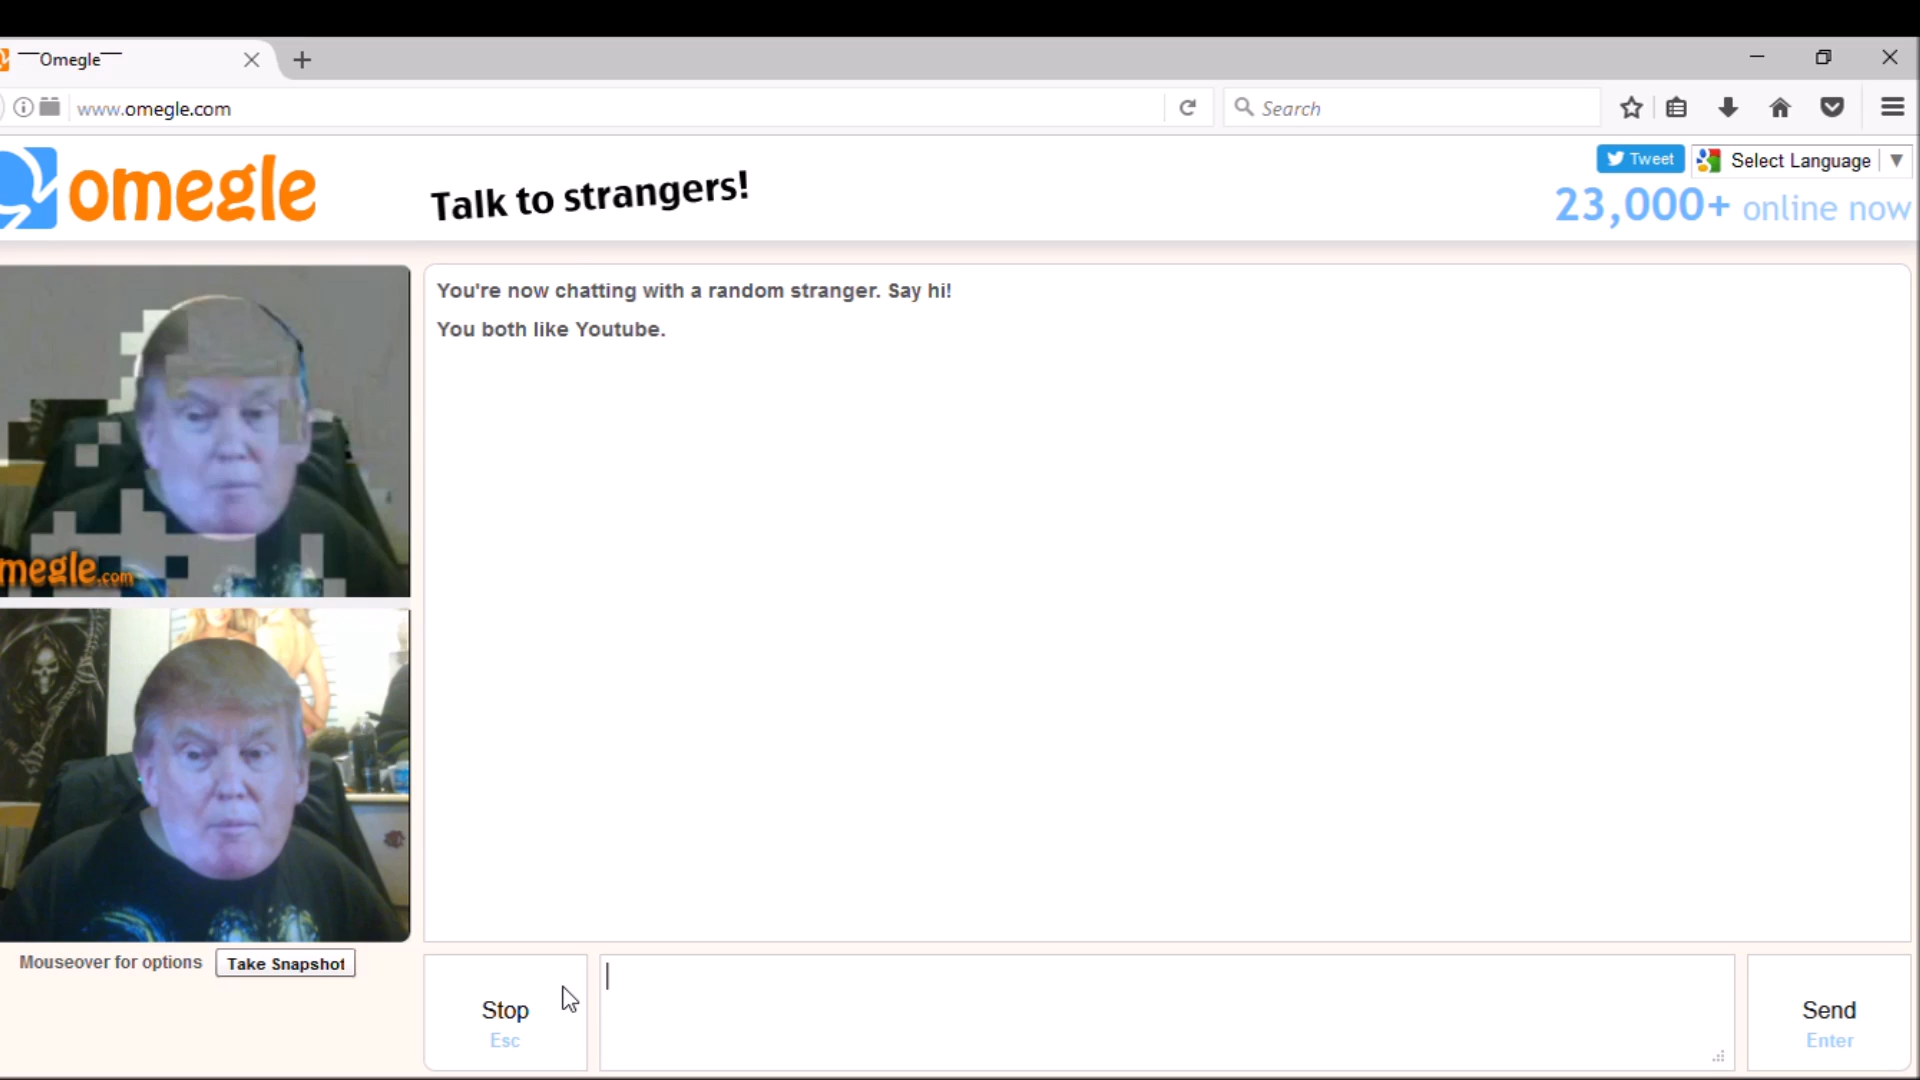 Omegle
www.omegle.com
Search
omegle
Talk to strangers!
Tweet
Select Language
23,000+ online now
You're now chatting with a random stranger. Say hi!
You both like Youtube.
megle.com
Mouseover for options
Take Snapshot
Stop
Esc
Send
Enter